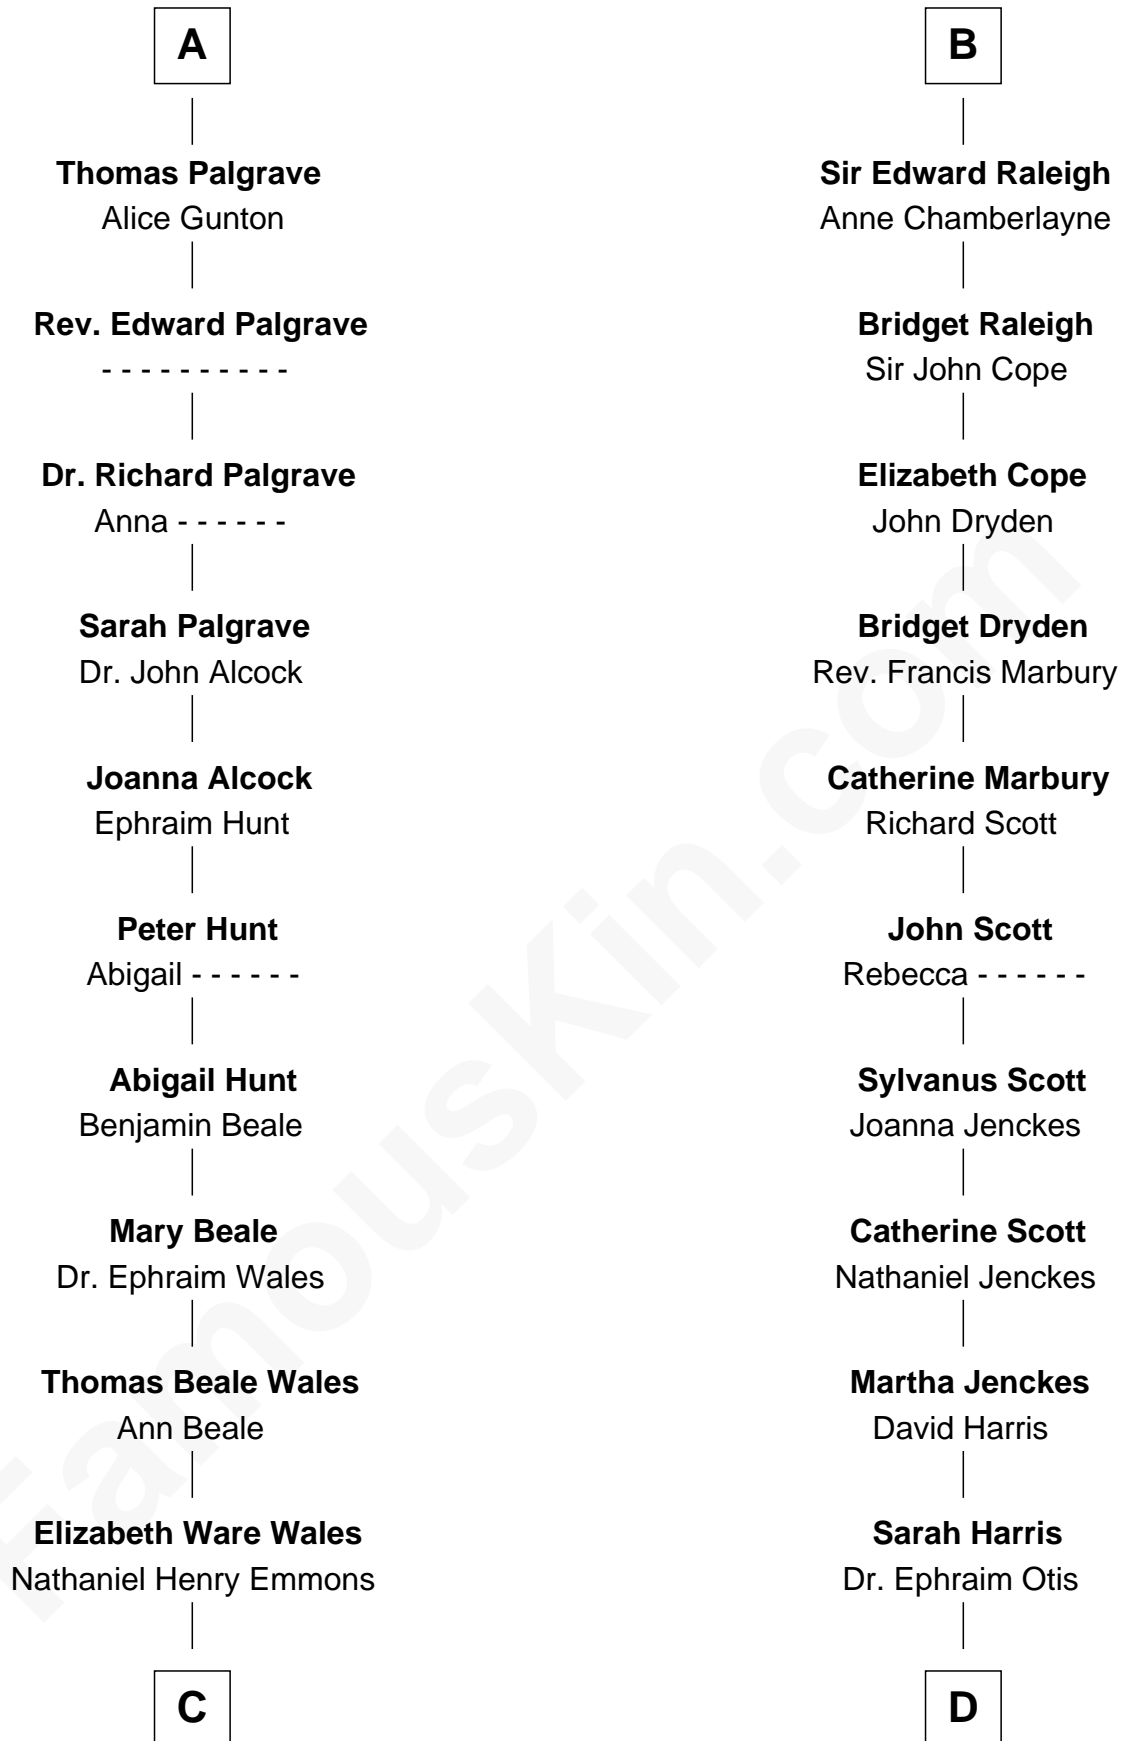 A
Thomas Palgrave
Alice Gunton
Rev. Edward Palgrave
- - - - - - - - - -
Dr. Richard Palgrave
Anna - - - - - -
Sarah Palgrave
Dr. John Alcock
Joanna Alcock
Ephraim Hunt
Peter Hunt
Abigail - - - - - -
Abigail Hunt
Benjamin Beale
Mary Beale
Dr. Ephraim Wales
Thomas Beale Wales
Ann Beale
Elizabeth Ware Wales
Nathaniel Henry Emmons
C
B
Sir Edward Raleigh
Anne Chamberlayne
Bridget Raleigh
Sir John Cope
Elizabeth Cope
John Dryden
Bridget Dryden
Rev. Francis Marbury
Catherine Marbury
Richard Scott
John Scott
Rebecca - - - - - -
Sylvanus Scott
Joanna Jenckes
Catherine Scott
Nathaniel Jenckes
Martha Jenckes
David Harris
Sarah Harris
Dr. Ephraim Otis
D
FamousKin.com